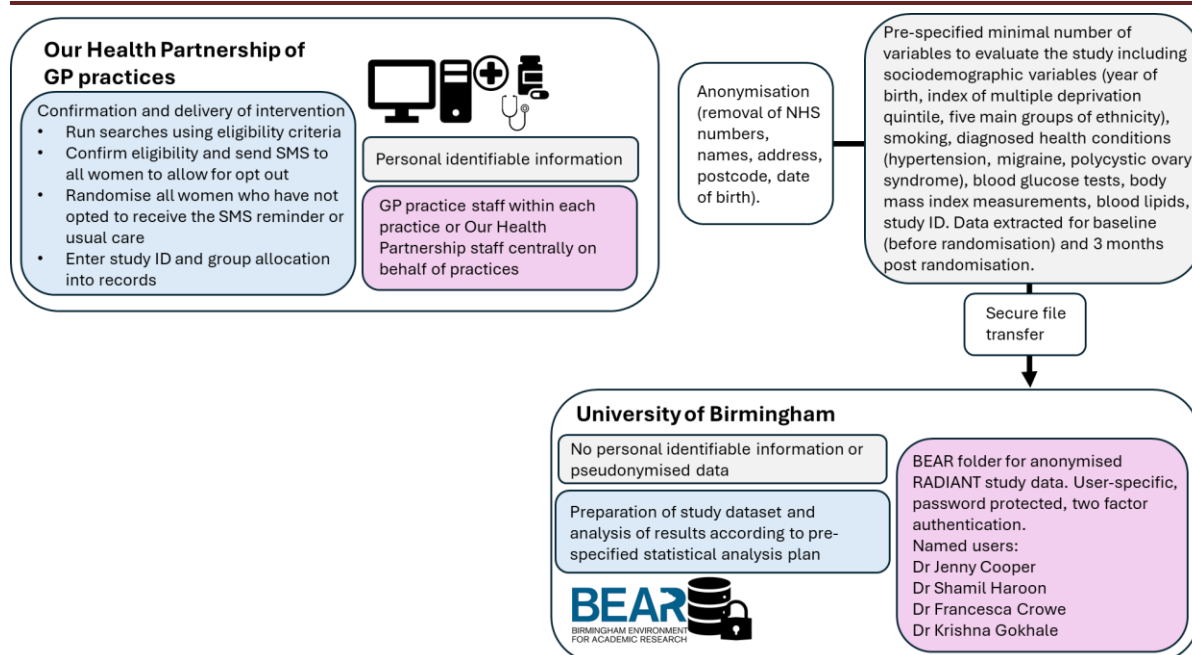 Our Health Partnership of
GP practices
Confirmation and delivery of intervention
• Run searches using eligibility criteria
• Confirm eligibility and send SMS to
all women to allow for opt out
• Randomise all women who have not
opted to receive the SMS reminder or
usual care
• Enter study ID and group allocation
into records
Personal identifiable information
GP practice staff within each
practice or Our Health
Partnership staff centrally on
behalf of practices
Anonymisation
(removal of NHS
numbers,
names, address,
postcode, date
of birth).
Pre-specified minimal number of
variables to evaluate the study including
sociodemographic variables (year of
birth, index of multiple deprivation
quintile, five main groups of ethnicity),
smoking, diagnosed health conditions
(hypertension, migraine, polycystic ovary
syndrome), blood glucose tests, body
mass index measurements, blood lipids,
study ID. Data extracted for baseline
(before randomisation) and 3 months
post randomisation.
Secure file
transfer
University of Birmingham
No personal identifiable information or
pseudonymised data
Preparation of study dataset and
analysis of results according to pre-
specified statistical analysis plan
BEAR
BIRMINGHAM ENVIRONMENT
FOR ACADEMIC RESEARCH
BEAR folder for anonymised
RADIANT study data. User-specific,
password protected, two factor
authentication.
Named users:
Dr Jenny Cooper
Dr Shamil Haroon
Dr Francesca Crowe
Dr Krishna Gokhale